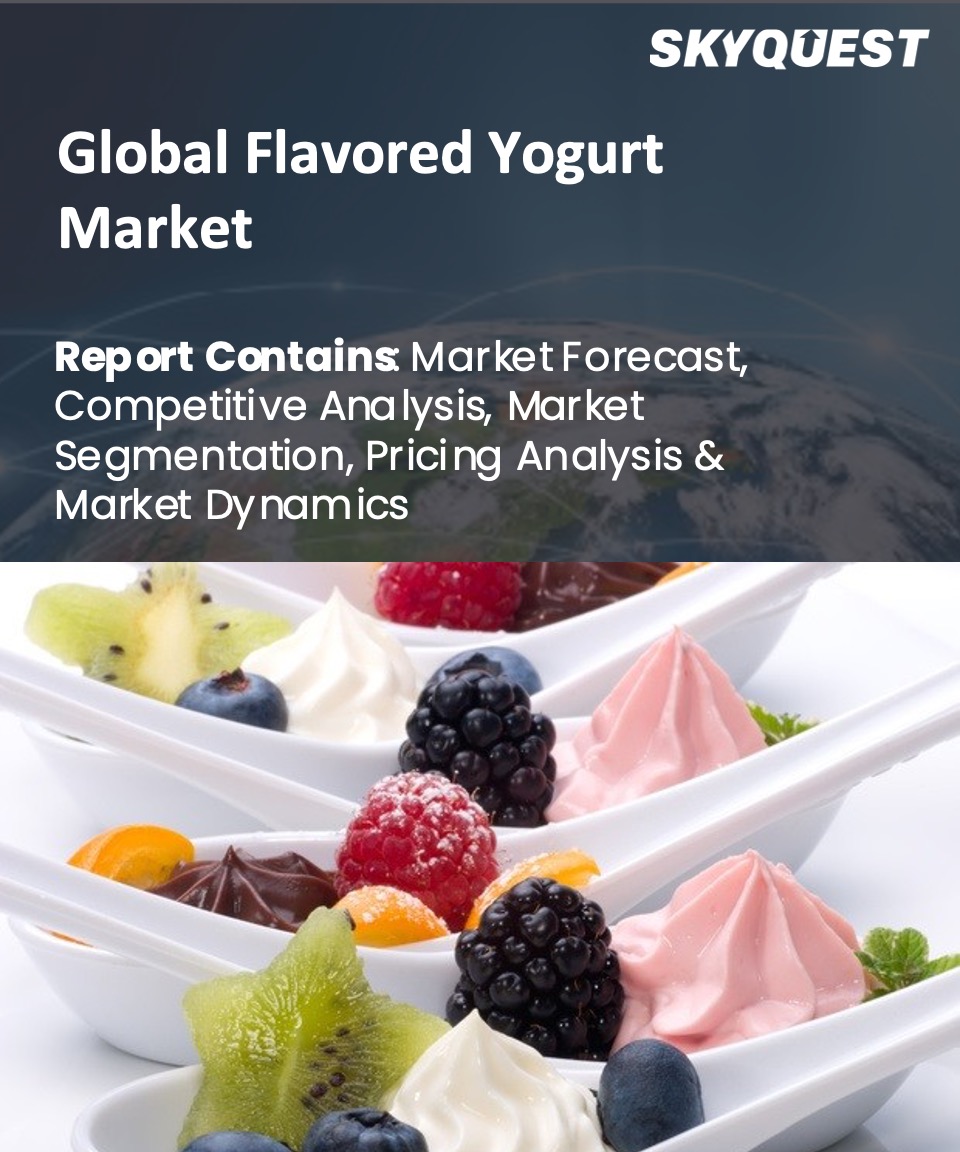 SKYQUEST
Global Flavored Yogurt
Market
Report Contains: Market Forecast,
Competitive Analysis, Market
Segmentation, Pricing Analysis &
Market Dynamics